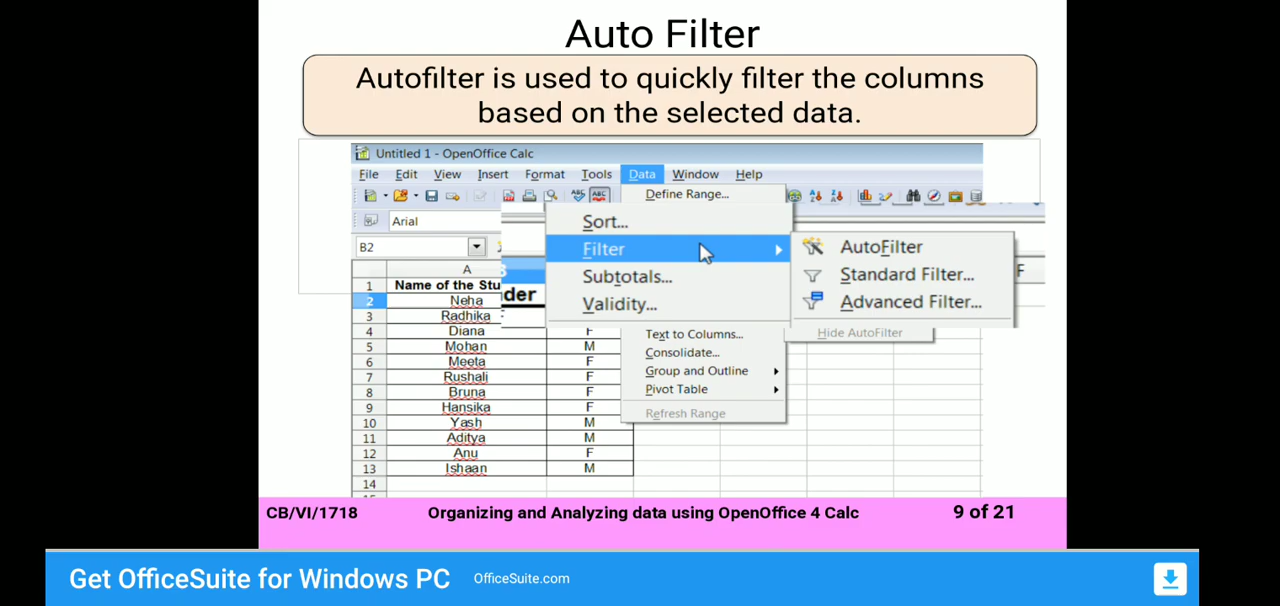 Auto Filter
Autofilter is used to quickly filter the columns
based on the selected data.
Untitled 1 - OpenOffice Calc
File Edit View Insert Format Tools Data Window Help
Define Range...
Arial
Sort...
B2
Filter
AutoFilter
Subtotals...
Standard Filter...
Validity...
Advanced Filter...
Hide AutoFilter
Text to Columns...
Consolidate...
Group and Outline
Pivot Table
Refresh Range
A
F
1 Name of the Stu
der
2 Neha
3 Radhika F
4 Diana F
5 Mohan M
6 Meeta F
7 Rushali F
8 Bruna F
9 Hansika F
10 Yash M
11 Aditya M
12 Anu F
13 Ishaan M
14
CB/VI/1718 Organizing and Analyzing data using OpenOffice 4 Calc 9 of 21
Get OfficeSuite for Windows PC OfficeSuite.com